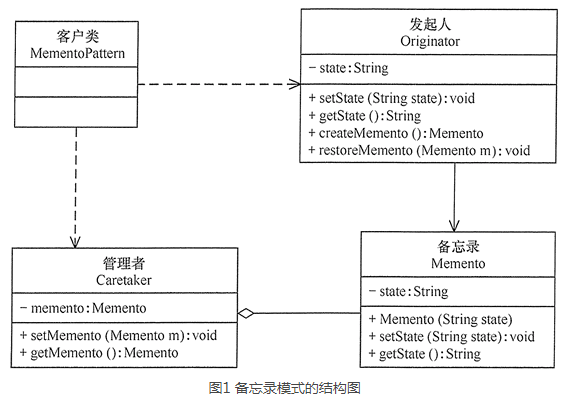 客户类
MementoPattern
发起人
Originator
− state:String
+ setState (String state):void
+ getState ():String
+ createMemento ():Memento
+ restoreMemento (Memento m):void
管理者
Caretaker
− memento:Memento
+ setMemento (Memento m):void
+ getMemento ():Memento
备忘录
Memento
− state:String
+ Memento (String state)
+ setState (String state):void
+ getState ():String
图1 备忘录模式的结构图